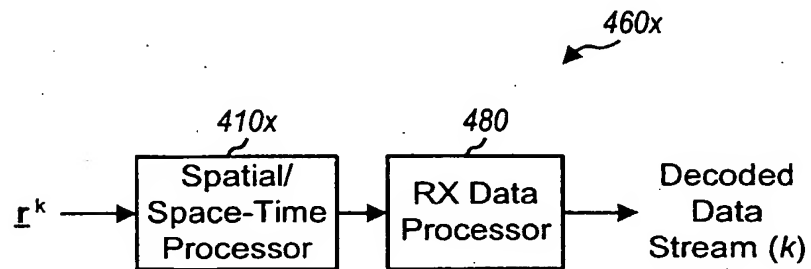 460x
410x
480
Spatial/
Space-Time
Processor
RX Data
Processor
Decoded
Data
Stream (k)
r^k